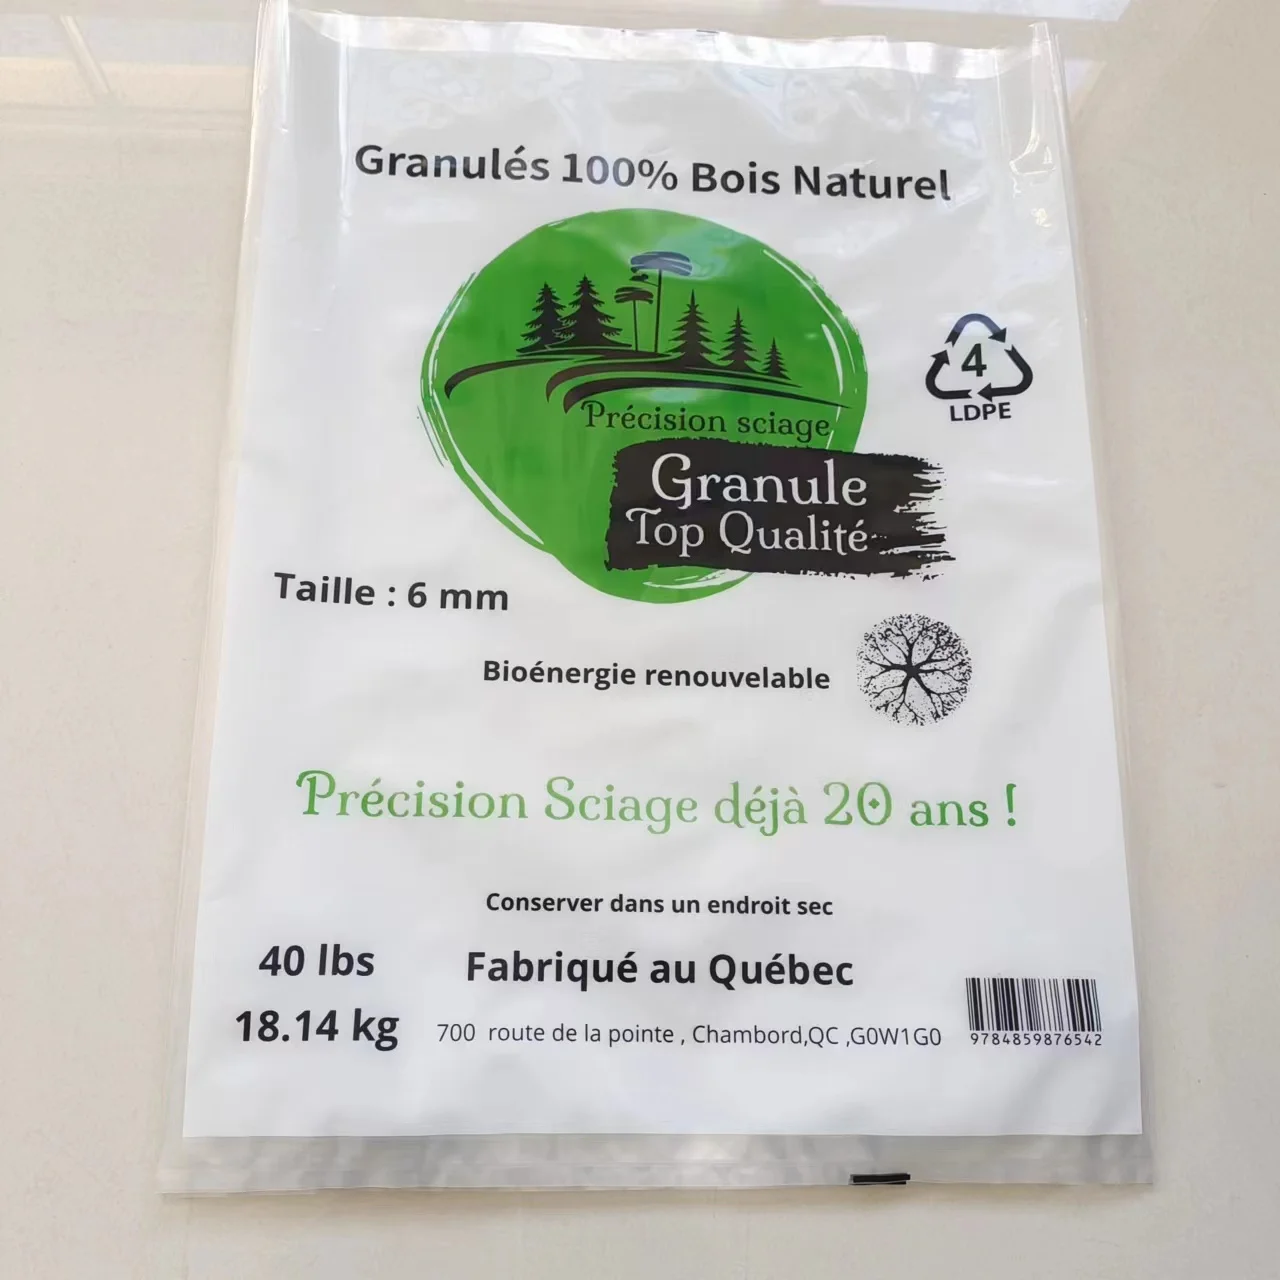 Granulés 100% Bois Naturel
4
LDPE
Précision sciage
Granule
Top Qualité
Taille : 6 mm
Bioénergie renouvelable
Précision Sciage déjà 20 ans !
Conserver dans un endroit sec
40 lbs
Fabriqué au Québec
18.14 kg
700 route de la pointe , Chambord,QC ,G0W1G0
9784859876542